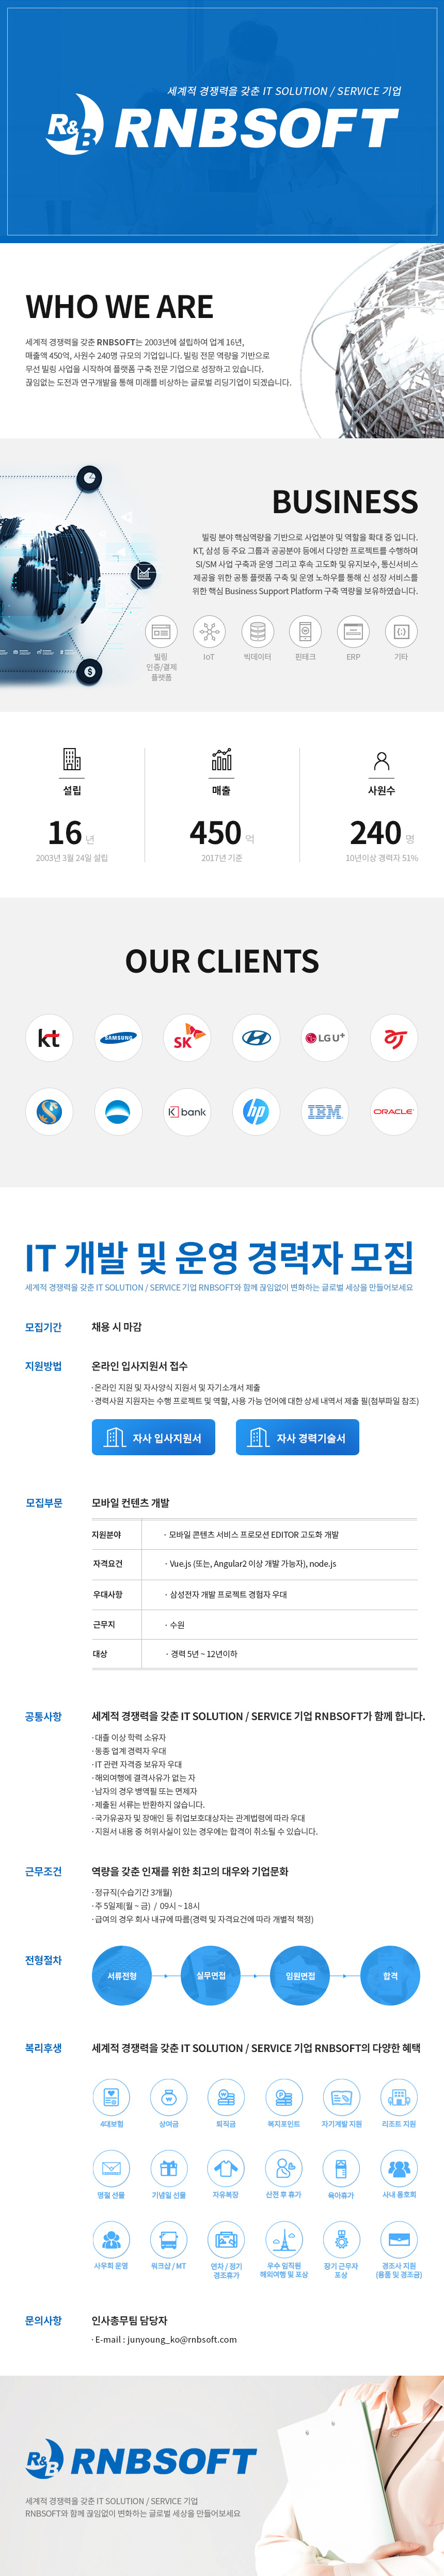 세계적 경쟁력을 갖춘 IT SOLUTION / SERVICE 기업
R&B RNBSOFT
WHO WE ARE
세계적 경쟁력을 갖춘 RNBSOFT는 2003년에 설립하여 업계 16년,
매출액 450억, 사원수 240명 규모의 기업입니다. 빌링 전문 역량을 기반으로
무선 빌링 사업을 시작하여 플랫폼 구축 전문 기업으로 성장하고 있습니다.
끊임없는 도전과 연구개발을 통해 미래를 비상하는 글로벌 리딩기업이 되겠습니다.
BUSINESS
빌링 분야 핵심역량을 기반으로 사업분야 및 역할을 확대 중 입니다.
KT, 삼성 등 주요 그룹과 공공분야 등에서 다양한 프로젝트를 수행하며
SI/SM 사업 구축과 운영 그리고 후속 고도화 및 유지보수, 통신서비스
제공을 위한 공통 플랫폼 구축 및 운영 노하우를 통해 신 성장 서비스를
위한 핵심 Business Support Platform 구축 역량을 보유하였습니다.
빌링 인증/결제 플랫폼
IoT
빅데이터
핀테크
ERP
기타
설립
16 년
2003년 3월 24일 설립
매출
450 억
2017년 기준
사원수
240 명
10년이상 경력자 51%
OUR CLIENTS
kt
SAMSUNG
SK
LG U+
K bank
hp
IBM
ORACLE
IT 개발 및 운영 경력자 모집
세계적 경쟁력을 갖춘 IT SOLUTION / SERVICE 기업 RNBSOFT와 함께 끊임없이 변화하는 글로벌 세상을 만들어보세요
모집기간
채용 시 마감
지원방법
온라인 입사지원서 접수
· 온라인 지원 및 자사양식 지원서 및 자기소개서 제출
· 경력사원 지원자는 수행 프로젝트 및 역할, 사용 가능 언어에 대한 상세 내역서 제출 필(첨부파일 참조)
자사 입사지원서
자사 경력기술서
모집부문
모바일 컨텐츠 개발
지원분야 · 모바일 콘텐츠 서비스 프로모션 EDITOR 고도화 개발
자격요건 · Vue.js (또는, Angular2 이상 개발 가능자), node.js
우대사항 · 삼성전자 개발 프로젝트 경험자 우대
근무지 · 수원
대상 · 경력 5년 ~ 12년이하
공통사항
세계적 경쟁력을 갖춘 IT SOLUTION / SERVICE 기업 RNBSOFT가 함께 합니다.
· 대졸 이상 학력 소유자
· 동종 업계 경력자 우대
· IT 관련 자격증 보유자 우대
· 해외여행에 결격사유가 없는 자
· 남자의 경우 병역필 또는 면제자
· 제출된 서류는 반환하지 않습니다.
· 국가유공자 및 장애인 등 취업보호대상자는 관계법령에 따라 우대
· 지원서 내용 중 허위사실이 있는 경우에는 합격이 취소될 수 있습니다.
근무조건
역량을 갖춘 인재를 위한 최고의 대우와 기업문화
· 정규직(수습기간 3개월)
· 주 5일제(월 ~ 금) / 09시 ~ 18시
· 급여의 경우 회사 내규에 따름(경력 및 자격요건에 따라 개별적 책정)
전형절차
서류전형
실무면접
임원면접
합격
복리후생
세계적 경쟁력을 갖춘 IT SOLUTION / SERVICE 기업 RNBSOFT의 다양한 혜택
4대보험
상여금
퇴직금
복지포인트
자기계발 지원
리조트 지원
명절 선물
기념일 선물
자유복장
산전 후 휴가
육아휴가
사내 동호회
사우회 운영
워크샵 / MT
연차 / 정기 경조휴가
우수 임직원 해외여행 및 포상
장기 근무자 포상
경조사 지원 (용품 및 경조금)
문의사항
인사총무팀 담당자
· E-mail : junyoung_ko@rnbsoft.com
R&B RNBSOFT
세계적 경쟁력을 갖춘 IT SOLUTION / SERVICE 기업
RNBSOFT와 함께 끊임없이 변화하는 글로벌 세상을 만들어보세요